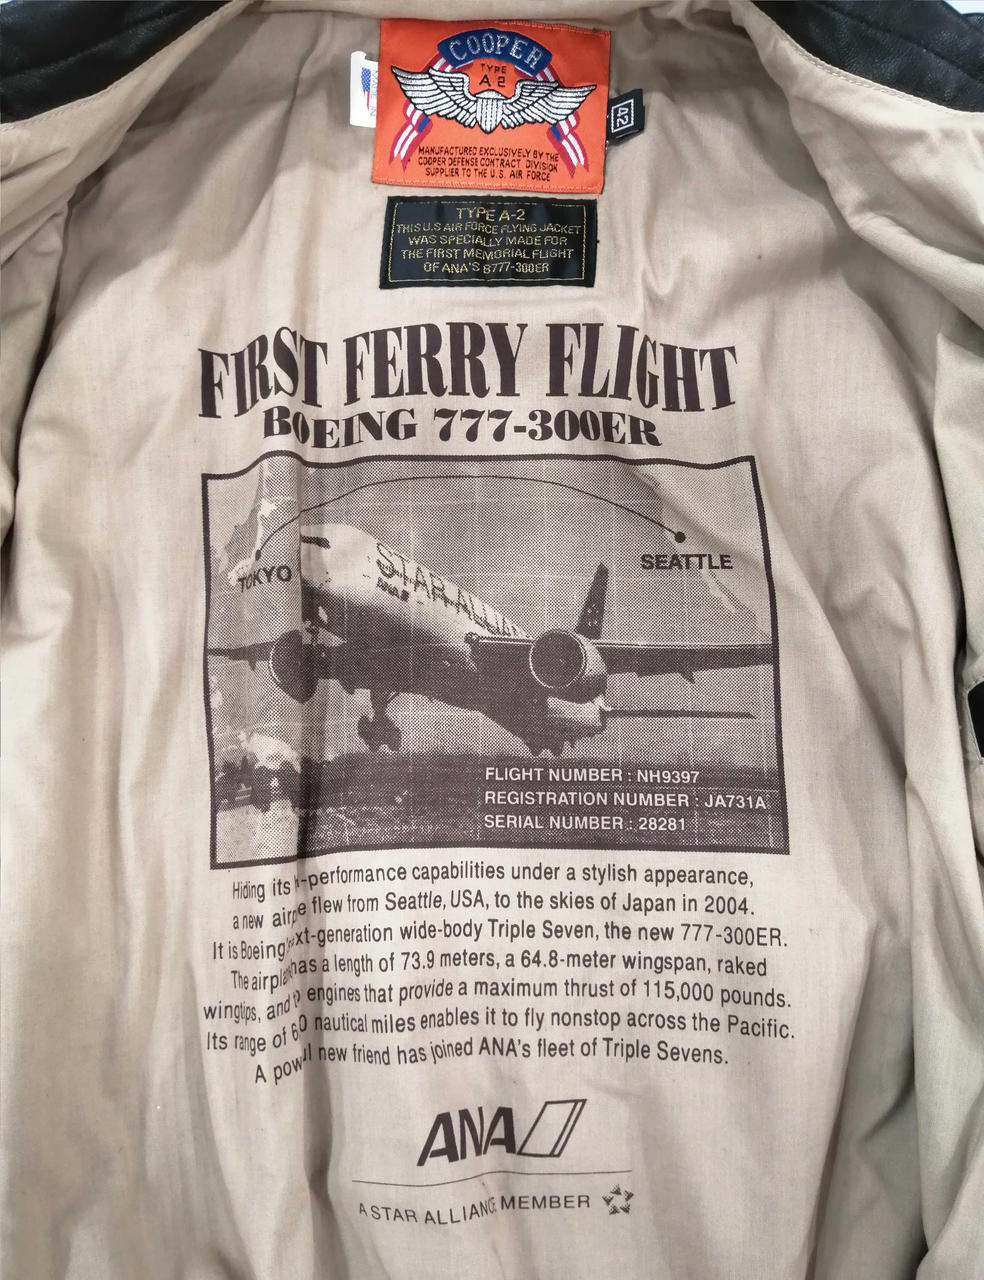 COOPER
TYPE
A2
MANUFACTURED EXCLUSIVELY BY THE
COOPER DEFENSE CONTRACT DIVISION
SUPPLIER TO THE U.S. AIR FORCE
42
TYPE A-2
THIS U.S AIR FORCE FLYING JACKET
WAS SPECIALLY MADE FOR
THE FIRST MEMORIAL FLIGHT
OF ANA'S B777-300ER
FIRST FERRY FLIGHT
BOEING 777-300ER
TOKYO
SEATTLE
STAR
ANA
FLIGHT NUMBER : NH9397
REGISTRATION NUMBER : JA731A
SERIAL NUMBER : 28281
Hiding its performance capabilities under a stylish appearance,
a new flew from Seattle, USA, to the skies of Japan in 2004.
It is Boeing generation wide-body Triple Seven, the new 777-300ER.
The has a length of 73.9 meters, a 64.8-meter wingspan, raked
wingtips, and engines that provide a maximum thrust of 115,000 pounds.
Its range of nautical miles enables it to fly nonstop across the Pacific.
A new friend has joined ANA's fleet of Triple Sevens.
ANA
A STAR ALLIANCE MEMBER